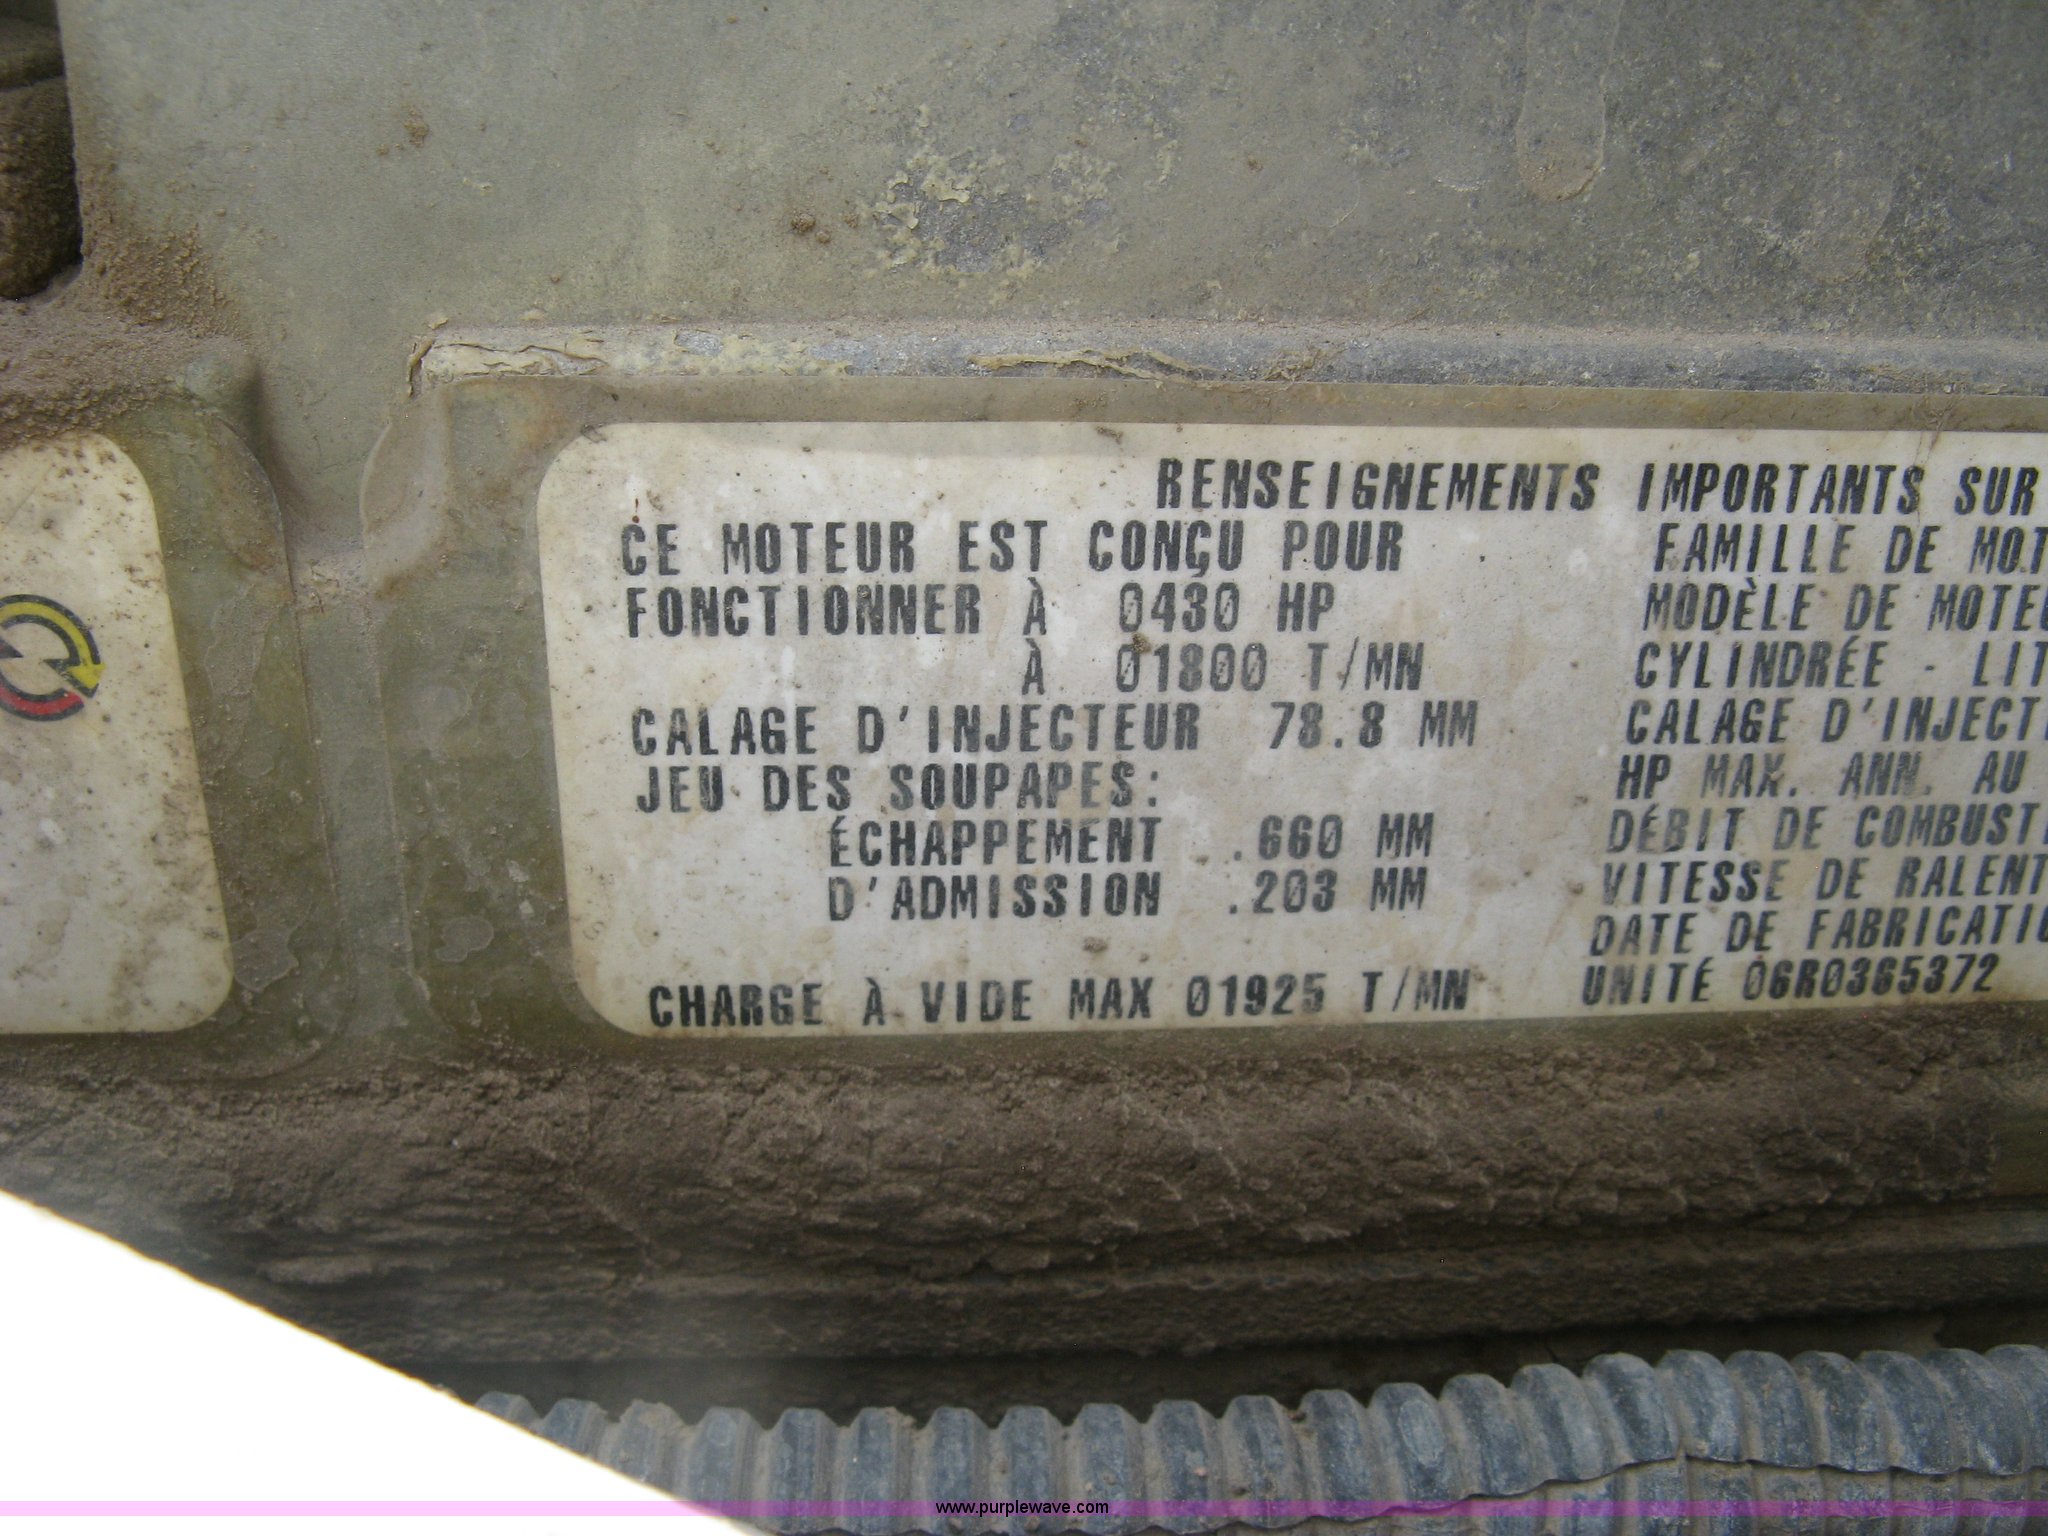 RENSEIGNEMENTS IMPORTANTS SUR
CE MOTEUR EST CONÇU POUR
FONCTIONNER À 0430 HP
À 01800 T/MN
CALAGE D'INJECTEUR 78.8 MM
JEU DES SOUPAPES:
ÉCHAPPEMENT .660 MM
D'ADMISSION .203 MM
CHARGE À VIDE MAX 01925 T/MN
FAMILLE DE
MODÈLE DE
CYLINDRÉE -
CALAGE
HP MAX. ANN. AU
DÉBIT DE
VITESSE DE
DATE DE
UNITÉ 06R0365372
www.purplewave.com